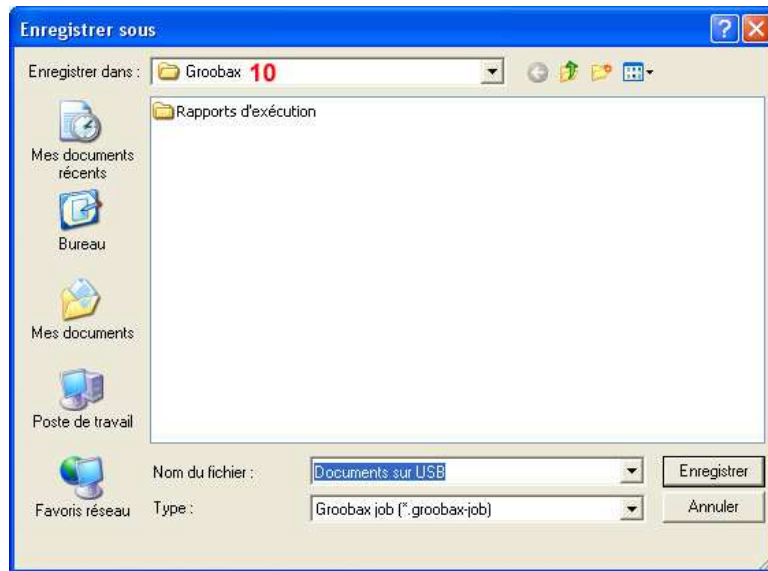 Enregistrer sous
Enregistrer dans : Groobax 10
Rapports d'exécution
Mes documents
récents
Bureau
Mes documents
Poste de travail
Favoris réseau
Nom du fichier : Documents sur USB Enregistrer
Type : Groobax job (*.groobax-job) Annuler